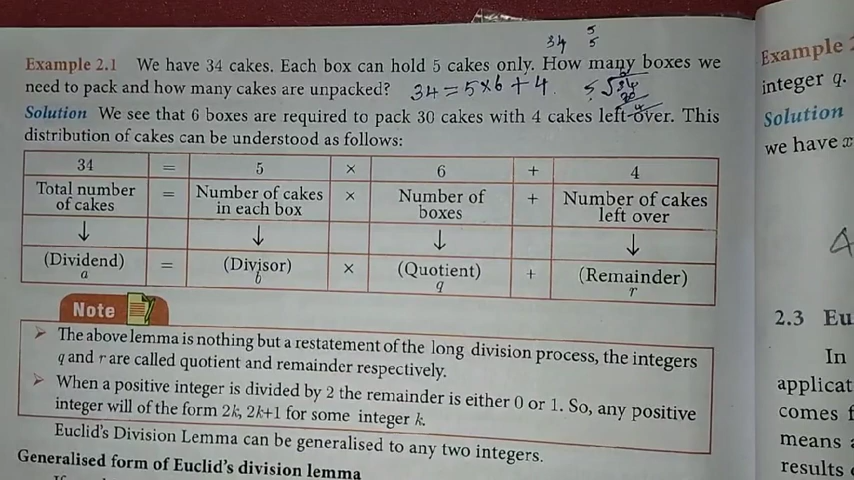 34 5
5
Example 2.1 We have 34 cakes. Each box can hold 5 cakes only. How many boxes we
need to pack and how many cakes are unpacked? 34 = 5×6 + 4 5 34
30
4
Solution We see that 6 boxes are required to pack 30 cakes with 4 cakes left over. This
distribution of cakes can be understood as follows:
34 = 5 × 6 + 4
Total number of cakes = Number of cakes in each box × Number of boxes + Number of cakes left over
↓ ↓ ↓ ↓
(Dividend) a = (Divisor) b × (Quotient) q + (Remainder) r
Note
➤ The above lemma is nothing but a restatement of the long division process, the integers
q and r are called quotient and remainder respectively.
➤ When a positive integer is divided by 2 the remainder is either 0 or 1. So, any positive
integer will of the form 2k, 2k+1 for some integer k.
Euclid's Division Lemma can be generalised to any two integers.
Generalised form of Euclid's division lemma
Example
integer q.
Solution
we have x
4
2.3 Eu
In
applicat
comes f
means a
results